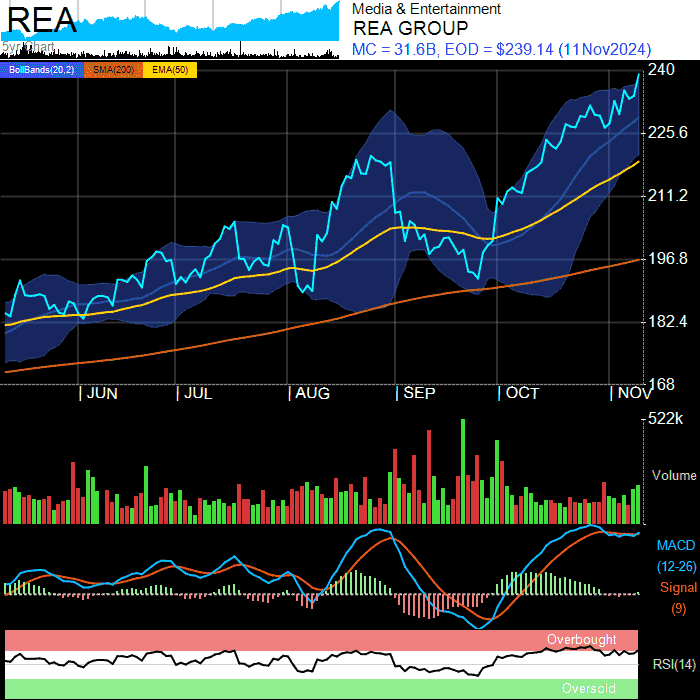 REA
5yr Chart
Media & Entertainment
REA GROUP
MC = 31.6B, EOD = $239.14 (11Nov2024)
BollBands(20,2) SMA(200) EMA(50)
240
225.6
211.2
196.8
182.4
168
JUN JUL AUG SEP OCT NOV
522k
Volume
MACD
(12-26)
Signal
(9)
Overbought
RSI(14)
Oversold